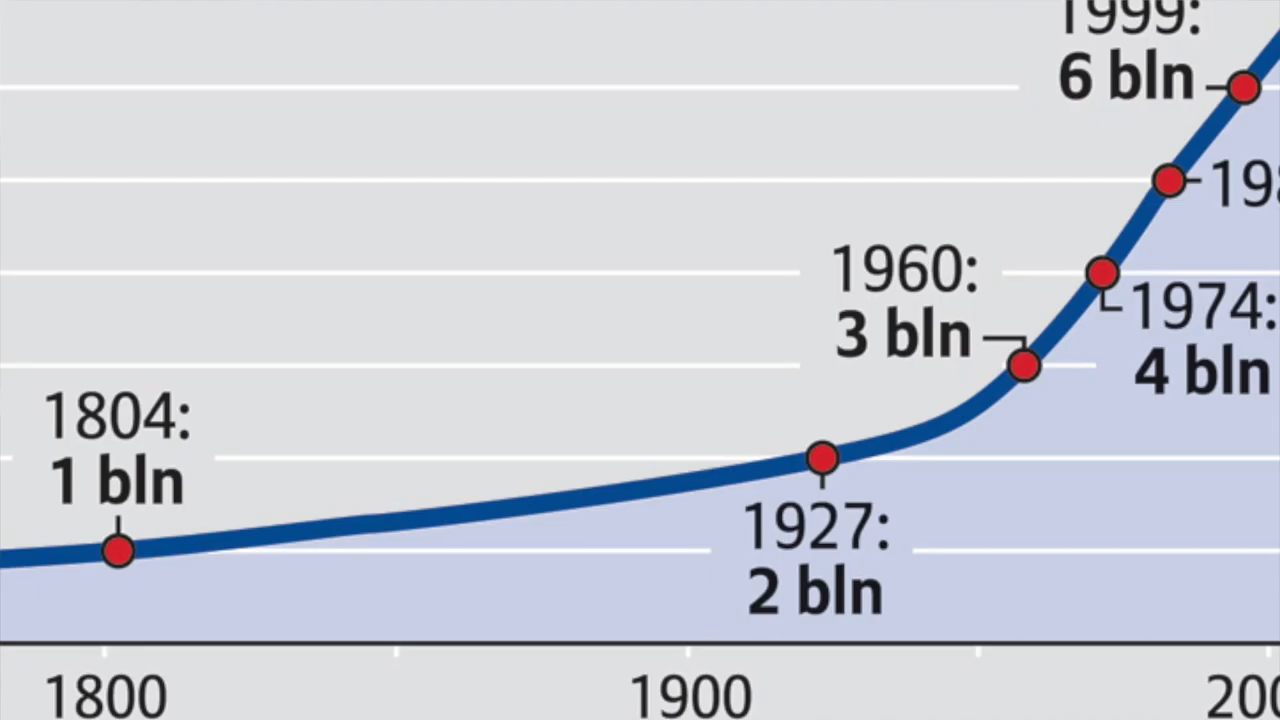 1999:
6 bln
1960:
3 bln
1974:
4 bln
1804:
1 bln
1927:
2 bln
1800
1900